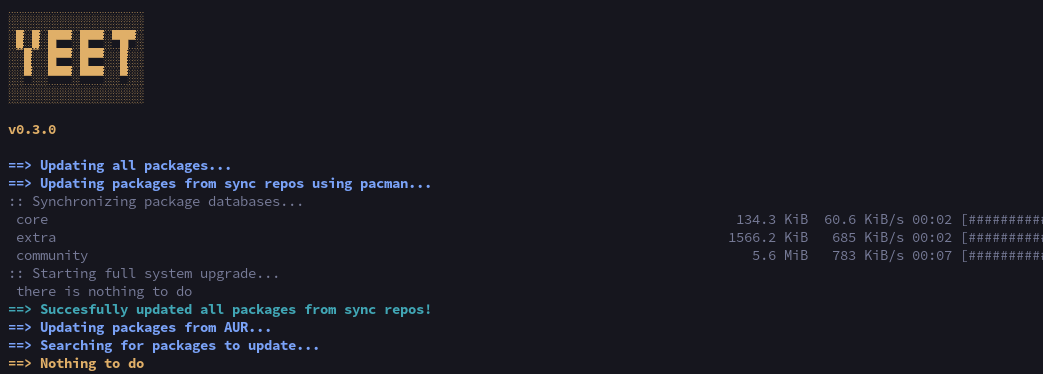 YEET
v0.3.0
==> Updating all packages...
==> Updating packages from sync repos using pacman...
:: Synchronizing package databases...
core 134.3 KiB 60.6 KiB/s 00:02 [##########
extra 1566.2 KiB 685 KiB/s 00:02 [##########
community 5.6 MiB 783 KiB/s 00:07 [##########
:: Starting full system upgrade...
there is nothing to do
==> Succesfully updated all packages from sync repos!
==> Updating packages from AUR...
==> Searching for packages to update...
==> Nothing to do